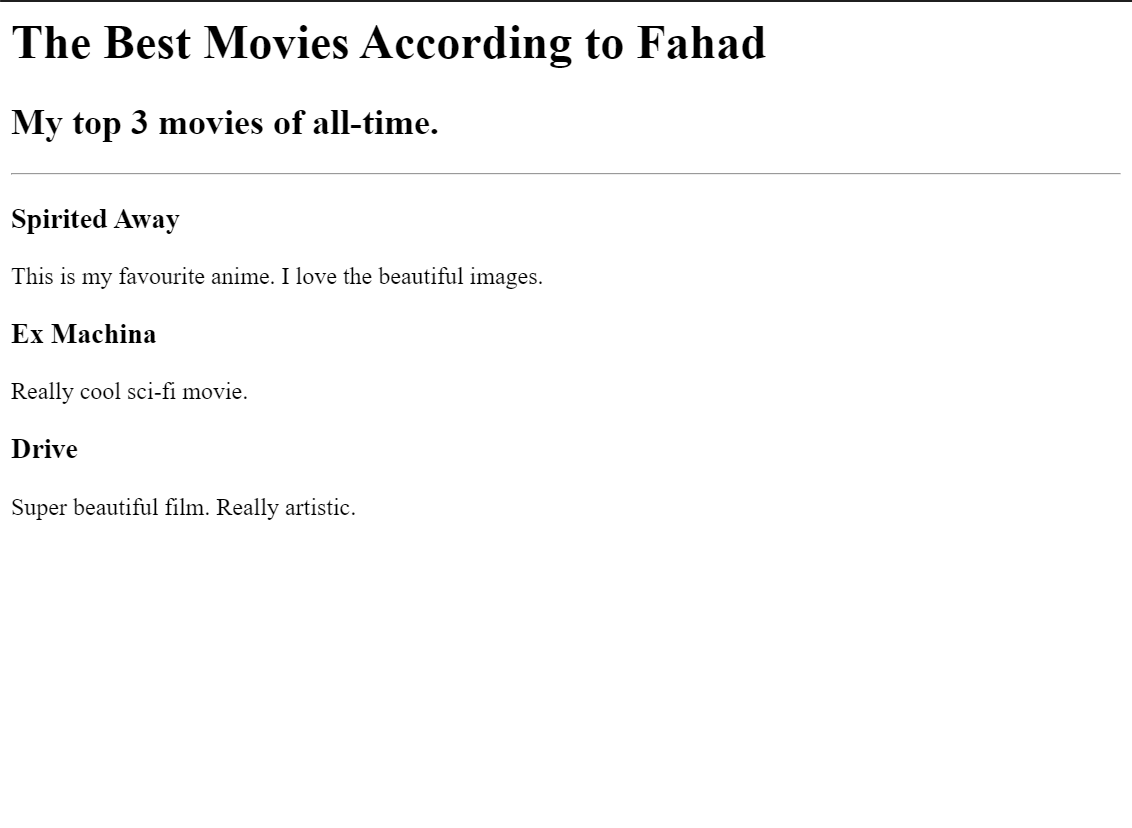 The Best Movies According to Fahad
My top 3 movies of all-time.
Spirited Away
This is my favourite anime. I love the beautiful images.
Ex Machina
Really cool sci-fi movie.
Drive
Super beautiful film. Really artistic.